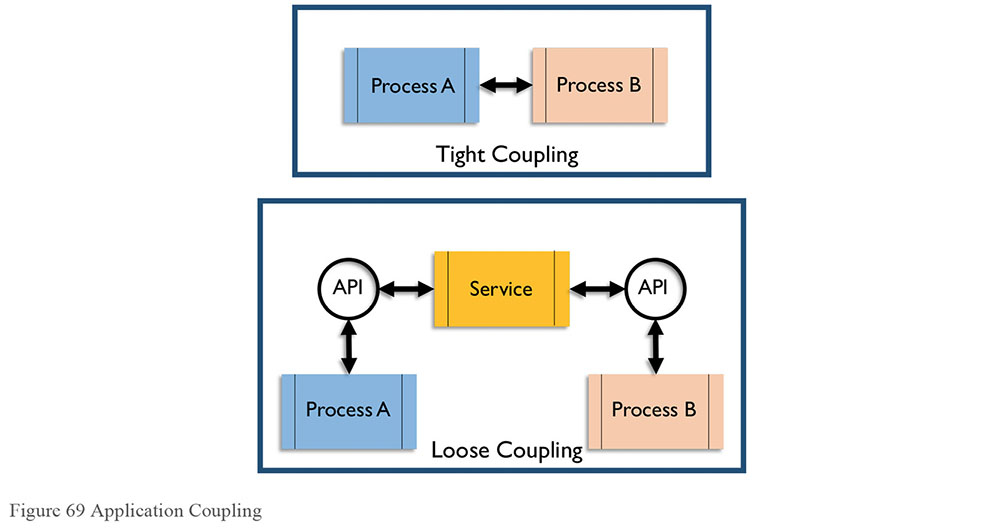 Process A
Process B
Tight Coupling
API
Service
API
Process A
Process B
Loose Coupling
Figure 69 Application Coupling